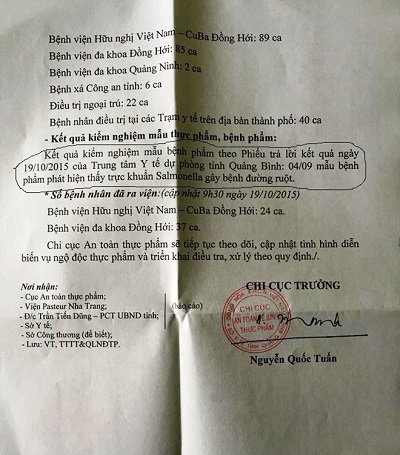 Bệnh viện Hữu nghị Việt Nam – CuBa Đồng Hới: 89 ca
Bệnh viện đa khoa Đồng Hới: 85 ca
Bệnh viện đa khoa Quảng Ninh: 2 ca
Bệnh xá Công an tỉnh: 6 ca
Điều trị ngoại trú: 22 ca
Bệnh nhân điều trị tại các Trạm y tế trên địa bàn thành phố: 40 ca
- Kết quả kiểm nghiệm mẫu thực phẩm, bệnh phẩm:
Kết quả kiểm nghiệm mẫu bệnh phẩm theo Phiếu trả lời kết quả ngày
19/10/2015 của Trung tâm Y tế dự phòng tỉnh Quảng Bình: 04/09 mẫu bệnh
phẩm phát hiện thấy trực khuẩn Salmonella gây bệnh đường ruột.
* Số bệnh nhân đã ra viện: (cập nhật 9h30 ngày 19/10/2015)
Bệnh viện Hữu nghị Việt Nam – CuBa Đồng Hới: 24 ca.
Bệnh viện đa khoa Đồng Hới: 37 ca.
Chi cục An toàn thực phẩm sẽ tiếp tục theo dõi, cập nhật tình hình diễn
biến vụ ngộ độc thực phẩm và triển khai điều tra, xử lý theo quy định./.
Nơi nhận:
- Cục An toàn thực phẩm;
- Viện Pasteur Nha Trang;
- Đ/c Trần Tiến Dũng – PCT UBND tỉnh;
- Sở Y tế;
- Sở Công thương (để biết);
- Lưu: VT, TTTT&QLNĐTP.
(báo cáo)
CHI CỤC TRƯỞNG
CHI CỤC
AN TOÀN VỆ SINH
THỰC PHẨM
Nguyễn Quốc Tuấn